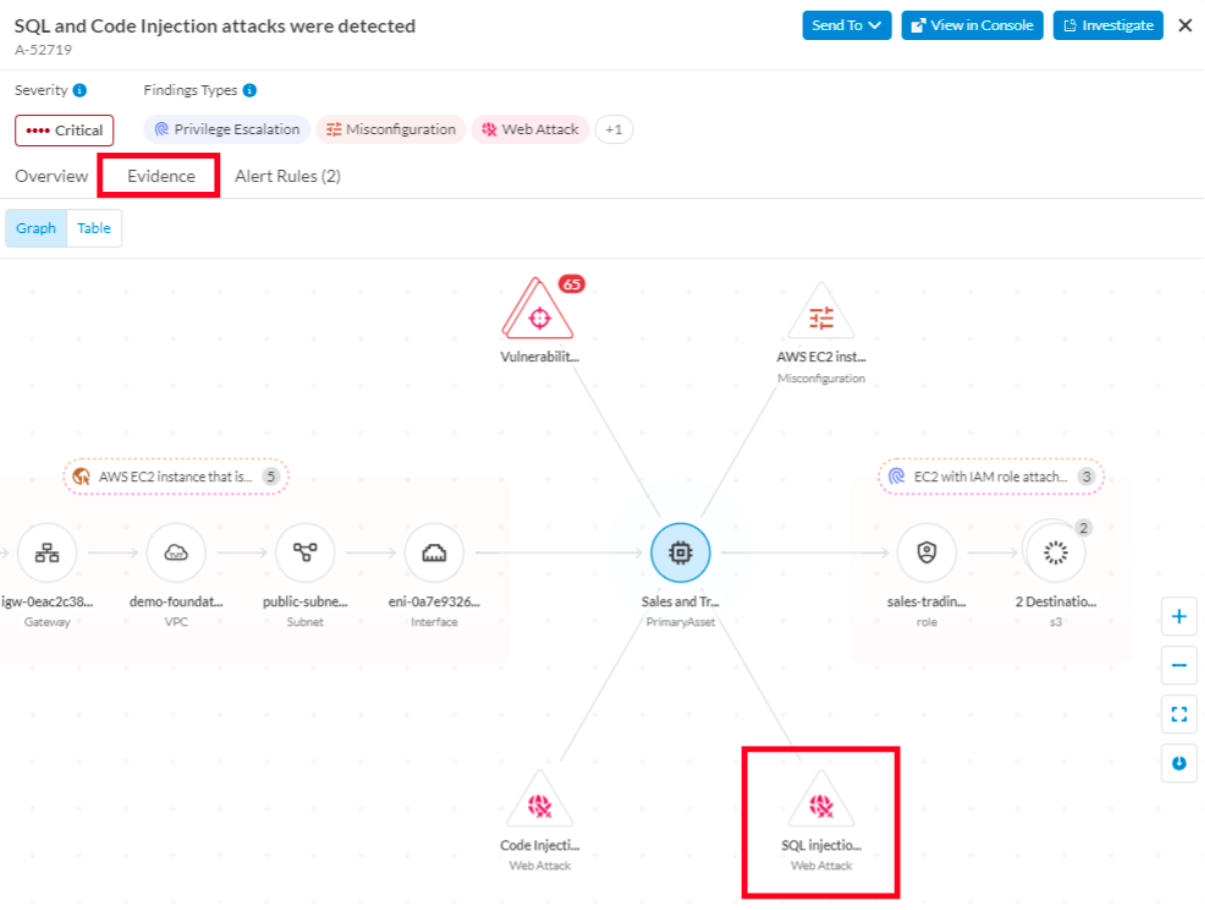 SQL and Code Injection attacks were detected
Send To
View in Console
Investigate
A-52719
Severity
Findings Types
Critical
Privilege Escalation
Misconfiguration
Web Attack
+1
Overview
Evidence
Alert Rules (2)
Graph
Table
65
Vulnerabilit...
AWS EC2 inst...
Misconfiguration
AWS EC2 instance that is... 5
EC2 with IAM role attach... 3
2
igw-0eac2c38...
Gateway
demo-foundat...
VPC
public-subne...
Subnet
eni-0a7e9326...
Interface
Sales and Tr...
PrimaryAsset
sales-tradin...
role
2 Destinatio...
s3
Code Injecti...
Web Attack
SQL injectio...
Web Attack